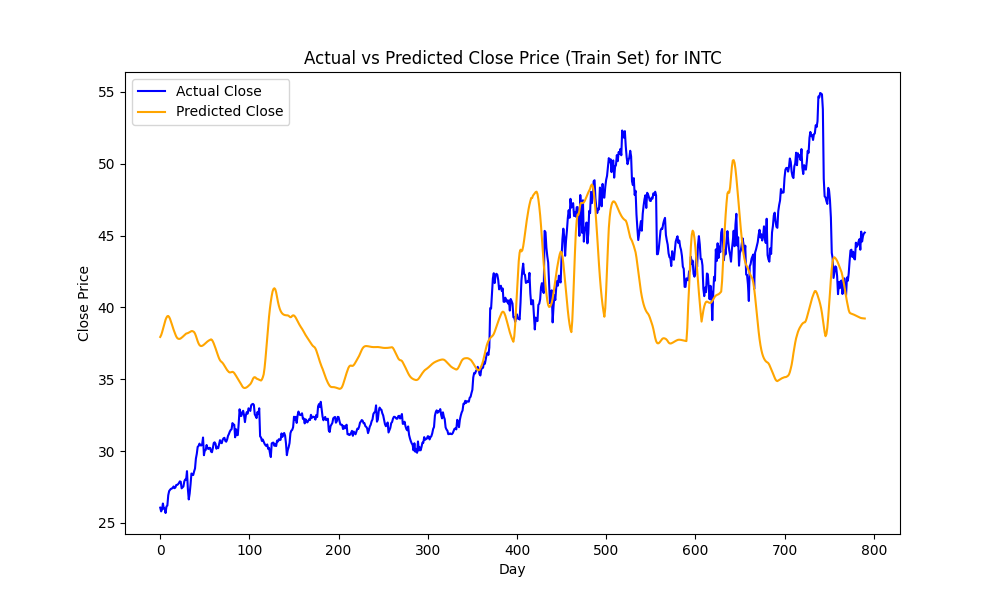 Actual vs Predicted Close Price (Train Set) for INTC
Actual Close
Predicted Close
Close Price
55
50
45
40
35
30
25
0 100 200 300 400 500 600 700 800
Day